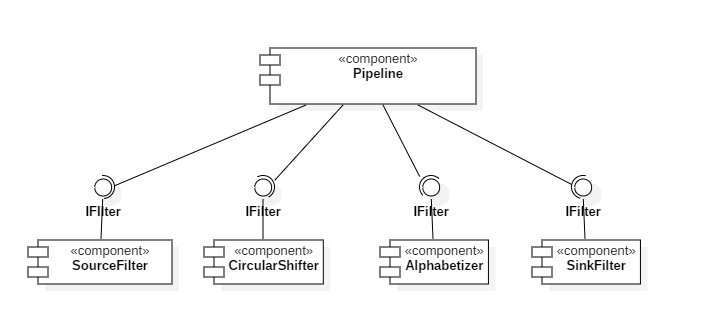 «component»
Pipeline
IFIlter
IFilter
IFilter
IFilter
«component»
SourceFilter
«component»
CircularShifter
«component»
Alphabetizer
«component»
SinkFilter